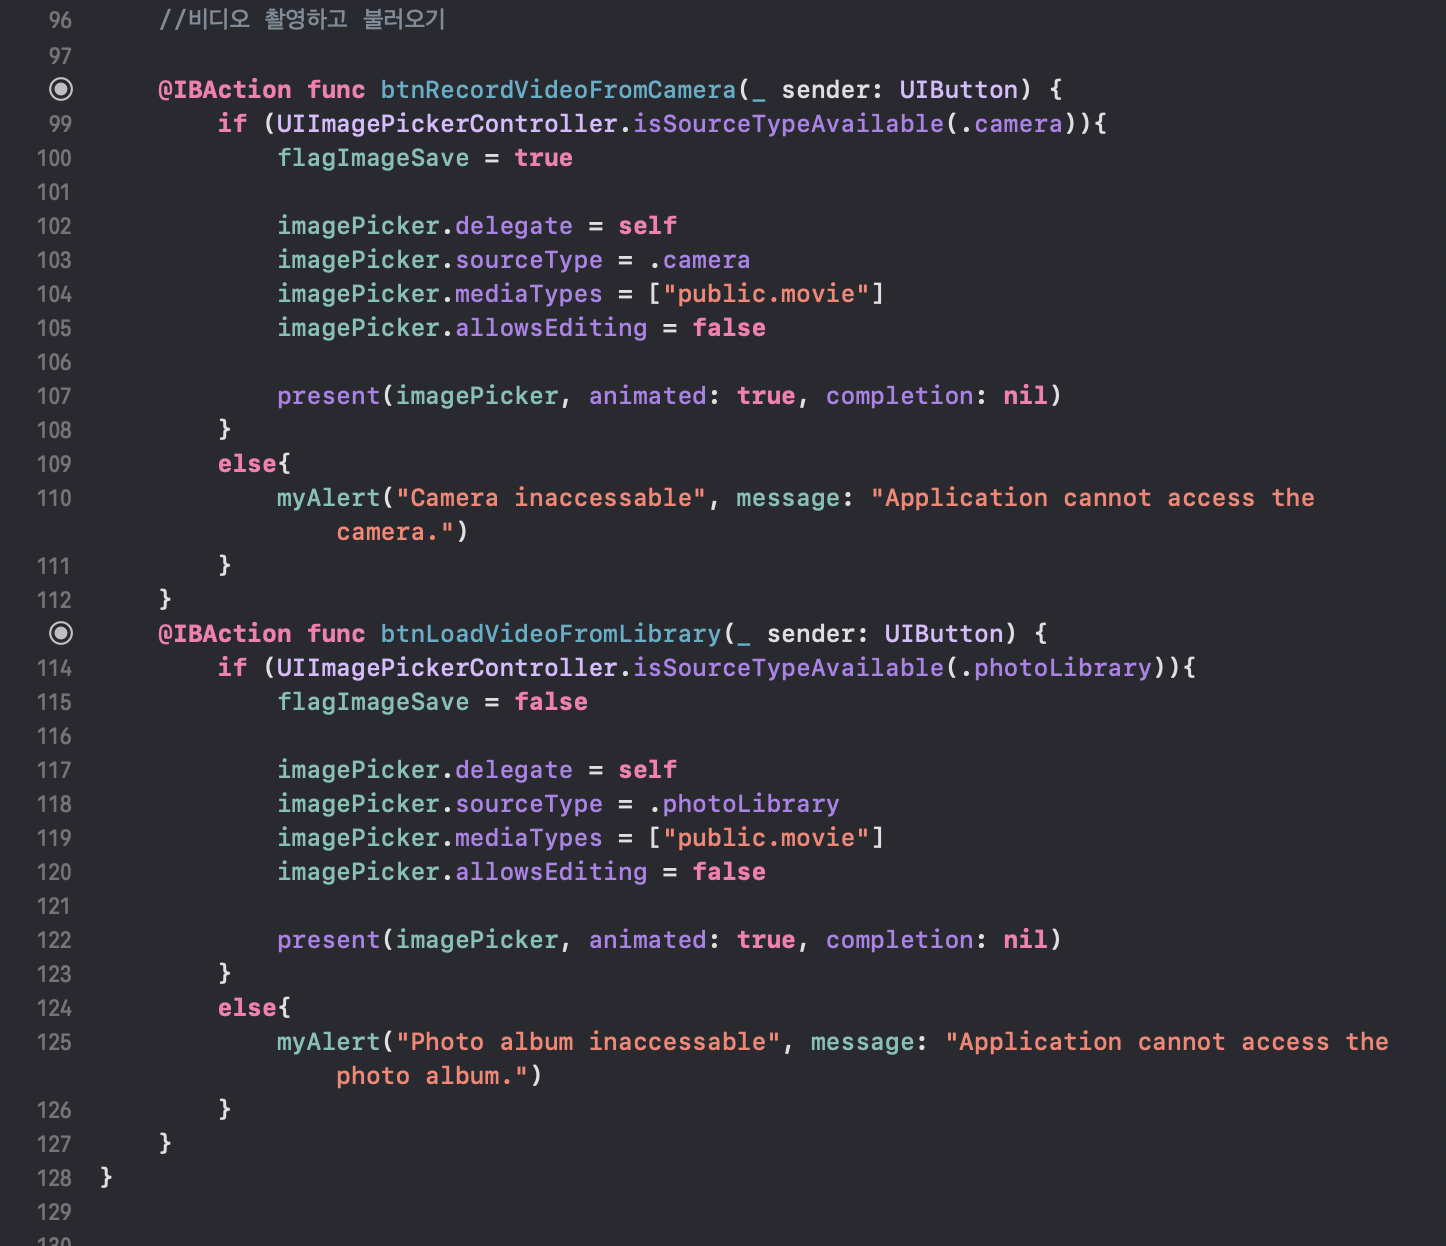 96 //비디오 촬영하고 불러오기
97
@IBAction func btnRecordVideoFromCamera(_ sender: UIButton) {
99 if (UIImagePickerController.isSourceTypeAvailable(.camera)){
100 flagImageSave = true
101
102 imagePicker.delegate = self
103 imagePicker.sourceType = .camera
104 imagePicker.mediaTypes = ["public.movie"]
105 imagePicker.allowsEditing = false
106
107 present(imagePicker, animated: true, completion: nil)
108 }
109 else{
110 myAlert("Camera inaccessable", message: "Application cannot access the
camera.")
111 }
112 }
@IBAction func btnLoadVideoFromLibrary(_ sender: UIButton) {
114 if (UIImagePickerController.isSourceTypeAvailable(.photoLibrary)){
115 flagImageSave = false
116
117 imagePicker.delegate = self
118 imagePicker.sourceType = .photoLibrary
119 imagePicker.mediaTypes = ["public.movie"]
120 imagePicker.allowsEditing = false
121
122 present(imagePicker, animated: true, completion: nil)
123 }
124 else{
125 myAlert("Photo album inaccessable", message: "Application cannot access the
photo album.")
126 }
127 }
128 }
129
130